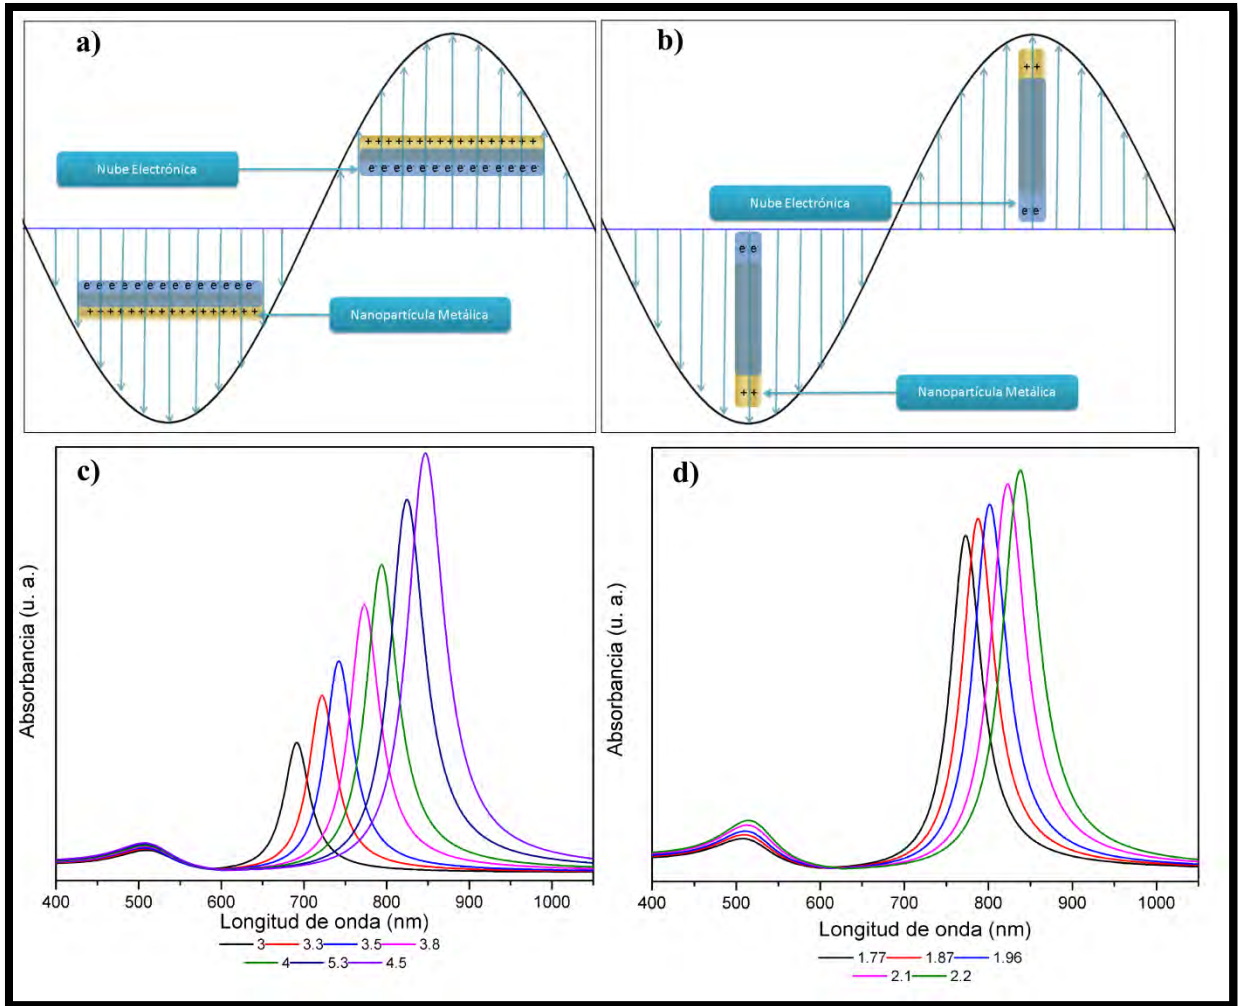 a)
+ + + + + + + + + + + + + + + + +
Nube Electrónica
e⁻ e⁻ e⁻ e⁻ e⁻ e⁻ e⁻ e⁻ e⁻ e⁻ e⁻ e⁻
e⁻ e⁻ e⁻ e⁻ e⁻ e⁻ e⁻ e⁻ e⁻ e⁻ e⁻ e⁻
+ + + + + + + + + + + + + + + + +
Nanopartícula Metálica
b)
+ +
Nube Electrónica
e⁻ e⁻
e⁻ e⁻
+ +
Nanopartícula Metálica
c)
Absorbancia (u. a.)
400 500 600 700 800 900 1000
Longitud de onda (nm)
3 3.3 3.5 3.8
4 5.3 4.5
d)
Absorbancia (u. a.)
400 500 600 700 800 900 1000
Longitud de onda (nm)
1.77 1.87 1.96
2.1 2.2